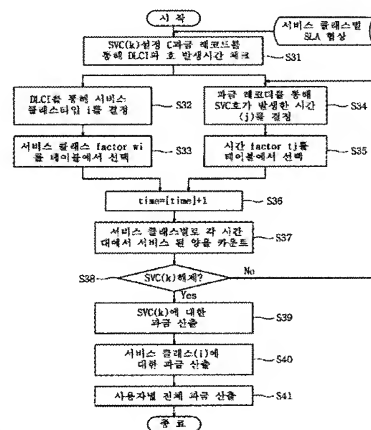 시 작
서비스 클래스별
SLA 협상
SVC(k)설정 C과금 레코드를
통해 DLCI와 호 발생시간 체크
S31
DLCI를 통해 서비스
클래스타입 i를 결정
S32
과금 레코더를 통해
SVC호가 발생한 시간
(j)를 결정
S34
서비스 클래스 factor wi
를 테이블에서 선택
S33
시간 factor tj를
테이블에서 선택
S35
time=[time]+1
S36
서비스 클래스별로 각 시간
대에서 서비스 된 양을 카운트
S37
S38
SVC(k)해제?
No
Yes
SVC(k)에 대한
과금 산출
S39
서비스 클래스(i)에
대한 과금 산출
S40
사용자별 전체 과금 산출
S41
종 료